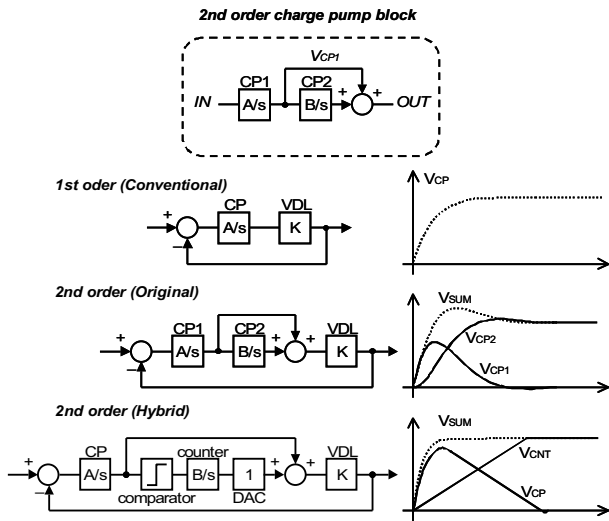 2nd order charge pump block
VCP1
CP1 CP2
IN A/s B/s + + OUT
1st oder (Conventional)
CP VDL
+ − A/s K
VCP
2nd order (Original)
CP1 CP2 VDL
+ − A/s B/s + + K
VSUM
VCP2
VCP1
2nd order (Hybrid)
CP counter VDL
+ − A/s B/s 1 + + K
comparator DAC
VSUM
VCNT
VCP